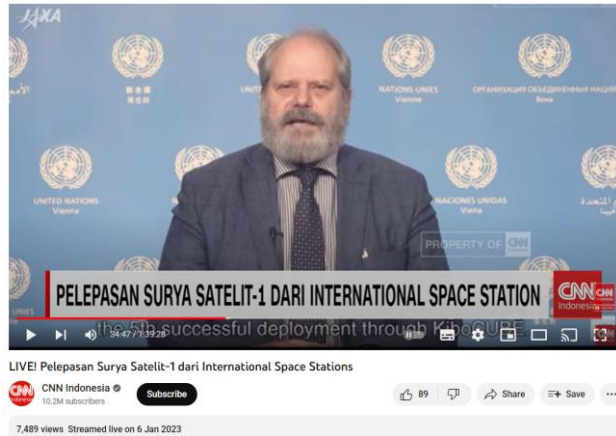 JAXA
UNITED NATIONS
Vienna
NATIONS UNIES
Vienne
ОРГАНИЗАЦИЯ ОБЪЕДИНЕННЫХ НАЦИЙ
Вена
UNITED NATIONS
Vienna
NACIONES UNIDAS
Viena
PROPERTY OF CNN
PELEPASAN SURYA SATELIT-1 DARI INTERNATIONAL SPACE STATION
CNN
Indonesia
the 5th successful deployment through KiboCUBE.
34:47 / 7:39:28
LIVE! Pelepasan Surya Satelit-1 dari International Space Stations
CNN Indonesia
10.2M subscribers
Subscribe
89
Share
Save
7,489 views Streamed live on 6 Jan 2023